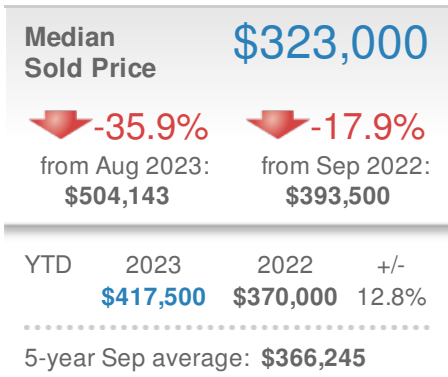 Median
Sold Price
$323,000
-35.9% -17.9%
from Aug 2023: from Sep 2022:
$504,143 $393,500
YTD 2023 2022 +/-
$417,500 $370,000 12.8%
5-year Sep average: $366,245